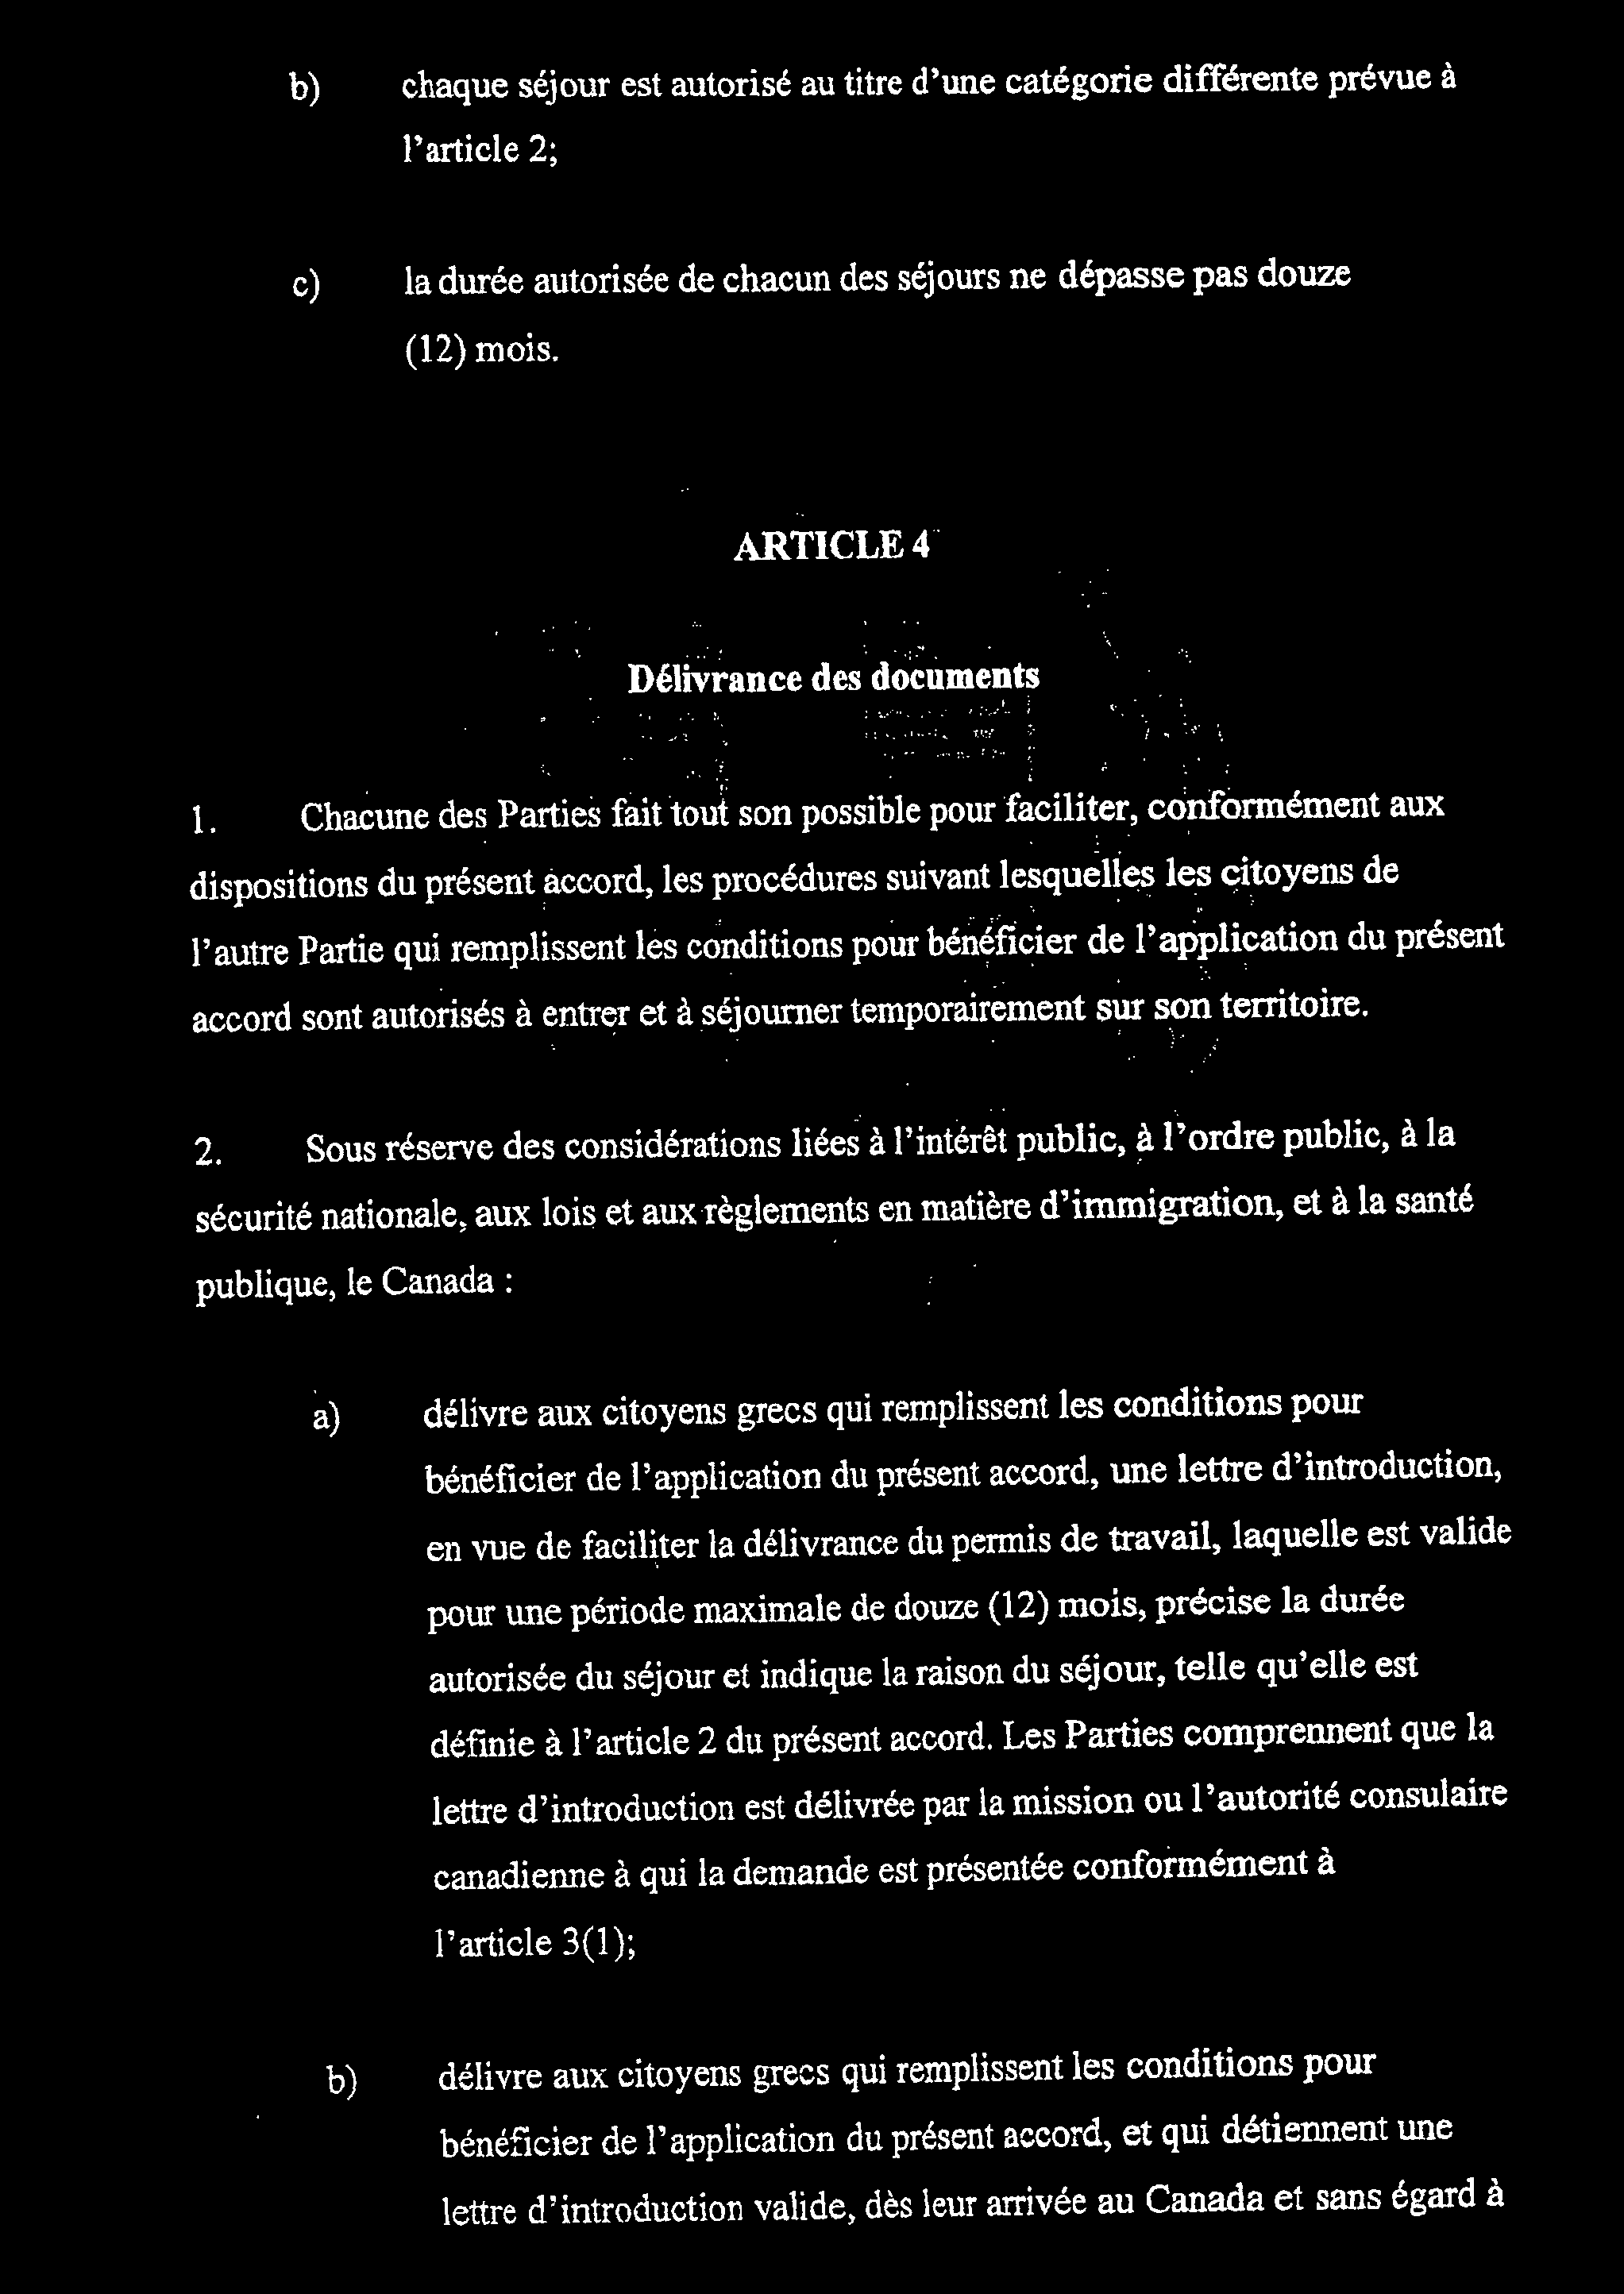 b) chaque séjour est autorisé au titre d'une catégorie différente prévue à
l'article 2;
c) la durée autorisée de chacun des séjours ne dépasse pas douze
(12) mois.
ARTICLE 4
Délivrance des documents
1. Chacune des Parties fait tout son possible pour faciliter, conformément aux
dispositions du présent accord, les procédures suivant lesquelles les citoyens de
l'autre Partie qui remplissent les conditions pour bénéficier de l'application du présent
accord sont autorisés à entrer et à séjourner temporairement sur son territoire.
2. Sous réserve des considérations liées à l'intérêt public, à l'ordre public, à la
sécurité nationale, aux lois et aux règlements en matière d'immigration, et à la santé
publique, le Canada :
a) délivre aux citoyens grecs qui remplissent les conditions pour
bénéficier de l'application du présent accord, une lettre d'introduction,
en vue de faciliter la délivrance du permis de travail, laquelle est valide
pour une période maximale de douze (12) mois, précise la durée
autorisée du séjour et indique la raison du séjour, telle qu'elle est
définie à l'article 2 du présent accord. Les Parties comprennent que la
lettre d'introduction est délivrée par la mission ou l'autorité consulaire
canadienne à qui la demande est présentée conformément à
l'article 3(1);
b) délivre aux citoyens grecs qui remplissent les conditions pour
bénéficier de l'application du présent accord, et qui détiennent une
lettre d'introduction valide, dès leur arrivée au Canada et sans égard à